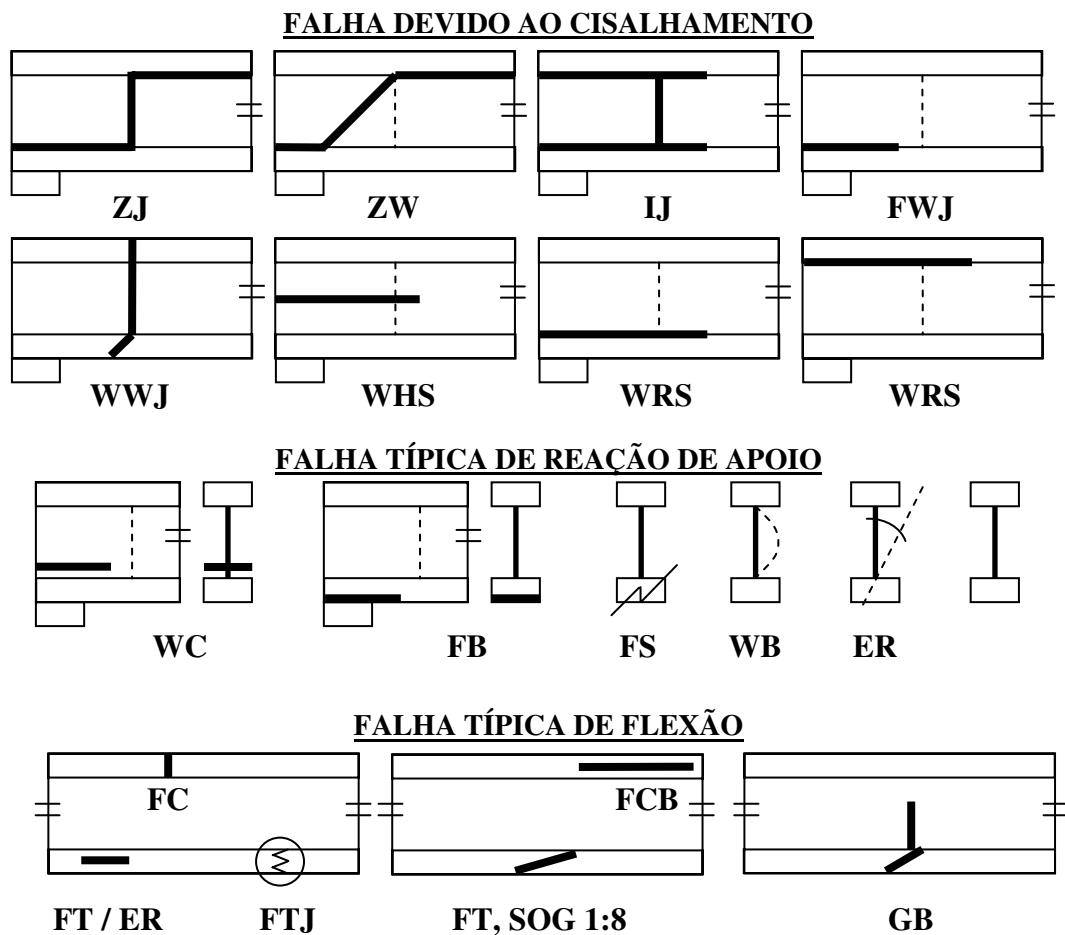 FALHA DEVIDO AO CISALHAMENTO
ZJ ZW IJ FWJ
WWJ WHS WRS WRS
FALHA TÍPICA DE REAÇÃO DE APOIO
WC FB FS WB ER
FALHA TÍPICA DE FLEXÃO
FC FCB
FT / ER FTJ FT, SOG 1:8 GB